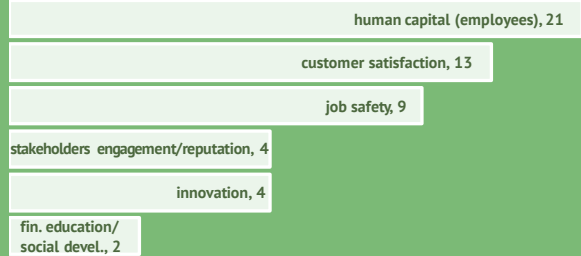 human capital (employees), 21
customer satisfaction, 13
job safety, 9
stakeholders engagement/reputation, 4
innovation, 4
fin. education/
social devel., 2